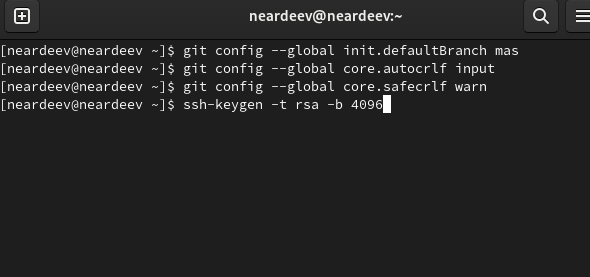 neardeev@neardeev:~
[neardeev@neardeev ~]$ git config --global init.defaultBranch mas
[neardeev@neardeev ~]$ git config --global core.autocrlf input
[neardeev@neardeev ~]$ git config --global core.safecrlf warn
[neardeev@neardeev ~]$ ssh-keygen -t rsa -b 4096